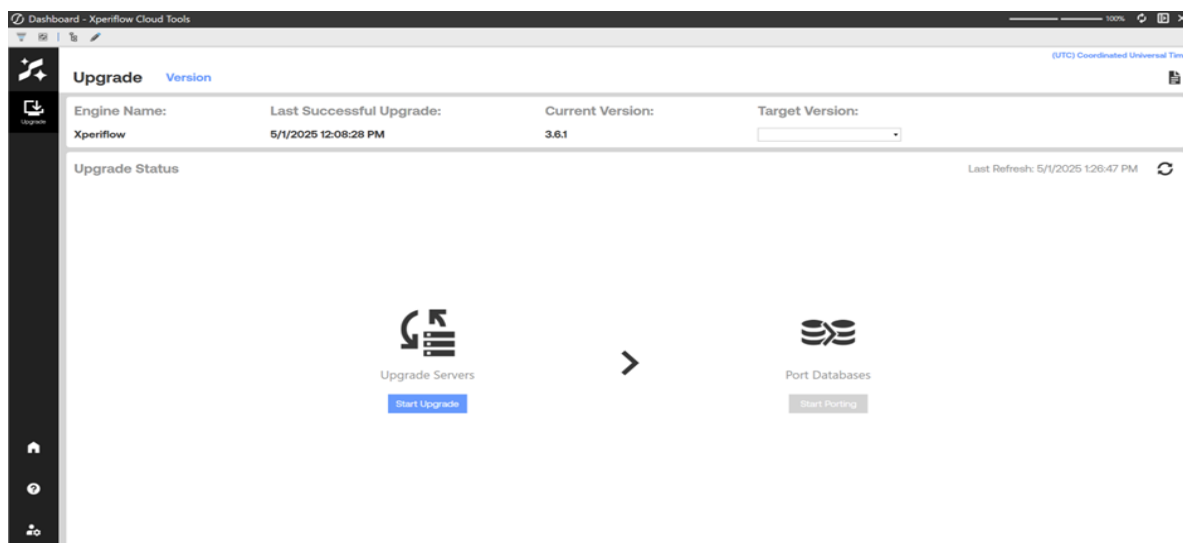 Dashboard - Xperiflow Cloud Tools
100%
(UTC) Coordinated Universal Tim
Upgrade Version
Upgrade
Engine Name: Last Successful Upgrade: Current Version: Target Version:
Xperiflow 5/1/2025 12:08:28 PM 3.6.1
Upgrade Status Last Refresh: 5/1/2025 1:26:47 PM
Upgrade Servers Port Databases
Start Upgrade Start Porting